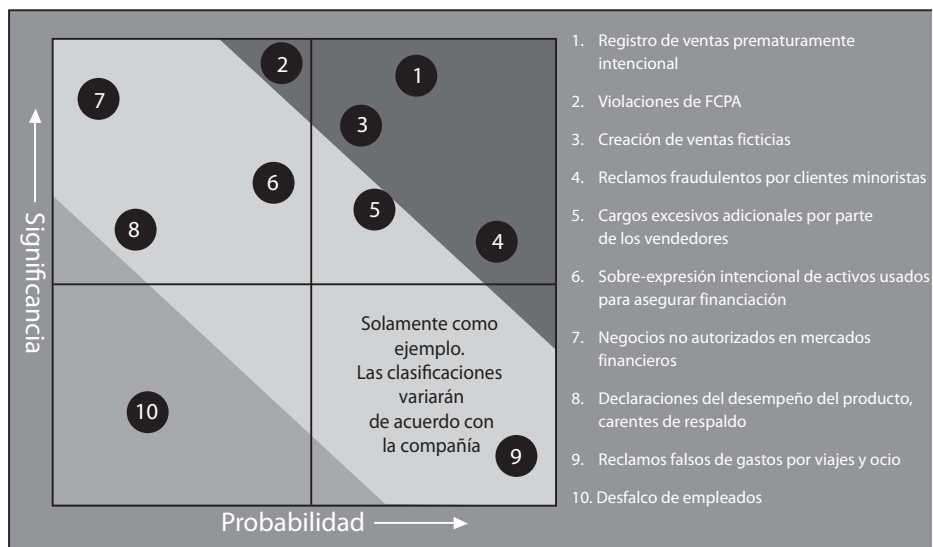 Significancia
Probabilidad
7
2
1
3
6
5
8
4
10
9
Solamente como
ejemplo.
Las clasificaciones
variarán
de acuerdo con
la compañía
1. Registro de ventas prematuramente
intencional
2. Violaciones de FCPA
3. Creación de ventas ficticias
4. Reclamos fraudulentos por clientes minoristas
5. Cargos excesivos adicionales por parte
de los vendedores
6. Sobre-expresión intencional de activos usados
para asegurar financiación
7. Negocios no autorizados en mercados
financieros
8. Declaraciones del desempeño del producto,
carentes de respaldo
9. Reclamos falsos de gastos por viajes y ocio
10. Desfalco de empleados